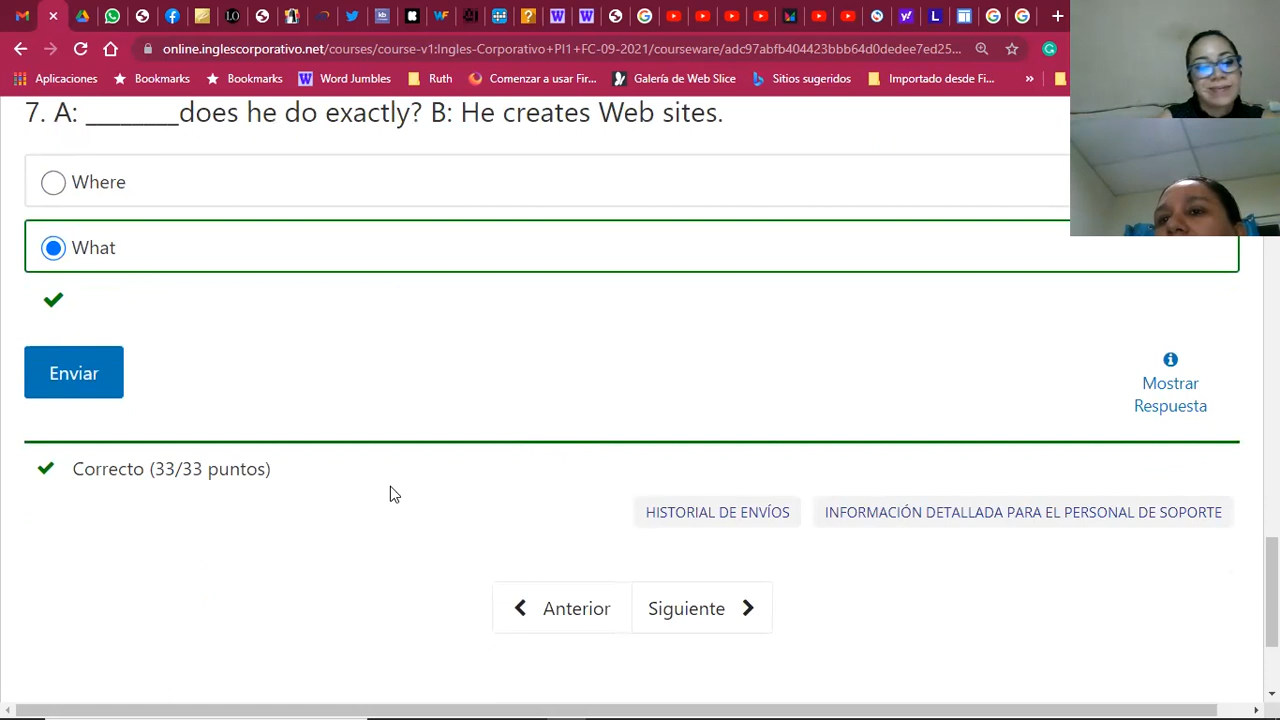 online.inglescorporativo.net/courses/course-v1:Ingles-Corporativo+PI1+FC-09-2021/courseware/adc97abfb404423bbb64d0dedee7ed25...
Aplicaciones Bookmarks Bookmarks Word Jumbles Ruth Comenzar a usar Fir... Galería de Web Slice Sitios sugeridos Importado desde Fi... »
7. A: ________does he do exactly? B: He creates Web sites.
Where
What
Enviar
Mostrar
Respuesta
Correcto (33/33 puntos)
HISTORIAL DE ENVÍOS INFORMACIÓN DETALLADA PARA EL PERSONAL DE SOPORTE
Anterior Siguiente